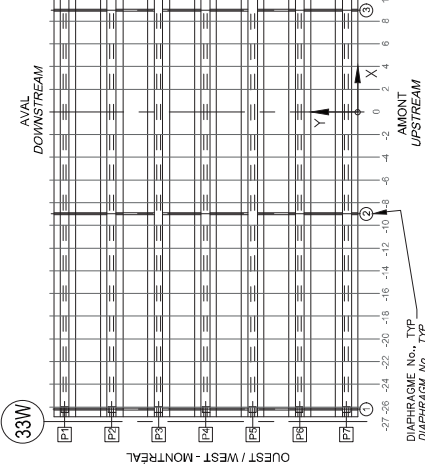 AVAL
DOWNSTREAM
33W
P1
P2
P3
P4
P5
P6
P7
OUEST / WEST - MONTRÉAL
Y
X
-27
-26
-24
-22
-20
-18
-16
-14
-12
-10
-8
-6
-4
-2
0
2
4
6
8
1
2
3
AMONT
UPSTREAM
DIAPHRAGME No., TYP
DIAPHRAGM No., TYP